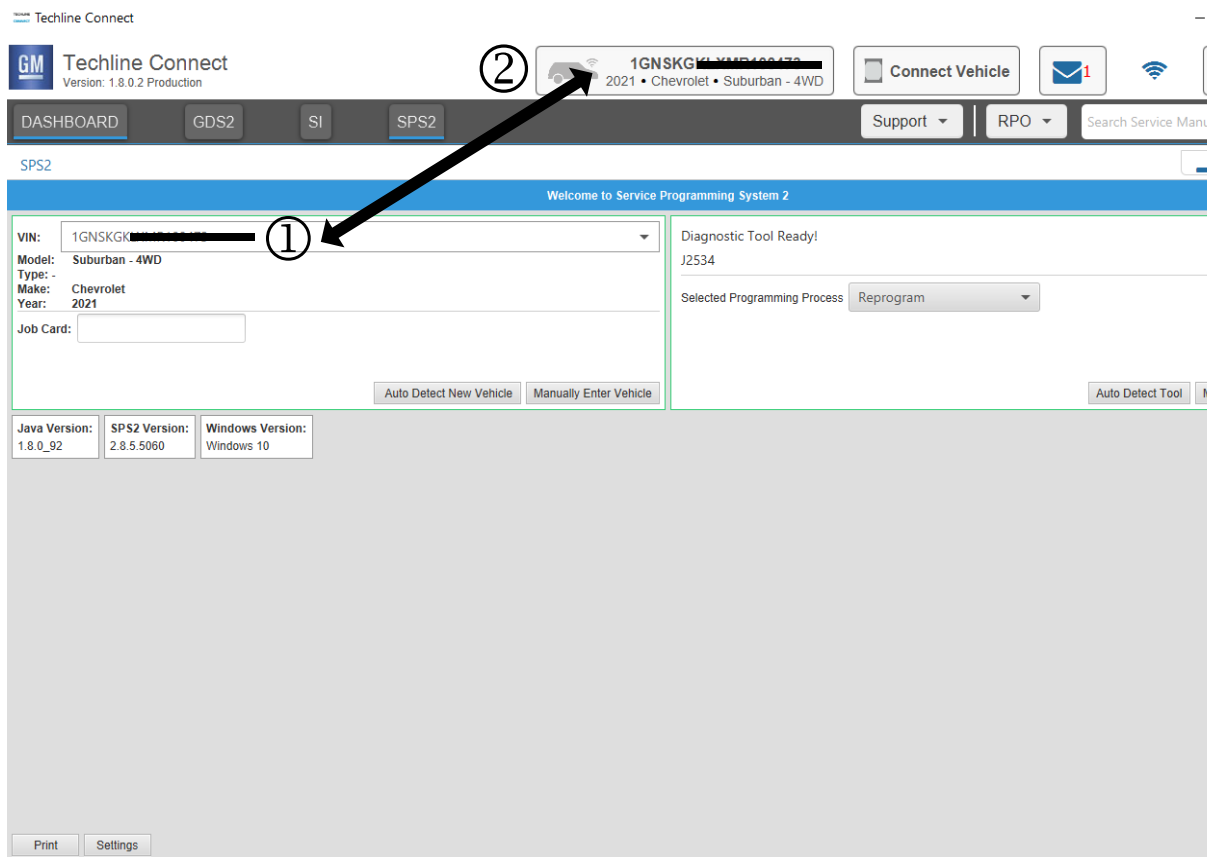 Techline Connect
GM
Techline Connect
Version: 1.8.0.2 Production
②
1GNSKGK
2021 • Chevrolet • Suburban - 4WD
Connect Vehicle
1
DASHBOARD GDS2 SI SPS2 Support RPO Search Service Manu
SPS2
Welcome to Service Programming System 2
VIN: 1GNSKGK
①
Model: Suburban - 4WD
Type: -
Make: Chevrolet
Year: 2021
Job Card:
Auto Detect New Vehicle Manually Enter Vehicle
Diagnostic Tool Ready!
J2534
Selected Programming Process Reprogram
Auto Detect Tool
Java Version: SPS2 Version: Windows Version:
1.8.0_92 2.8.5.5060 Windows 10
Print Settings